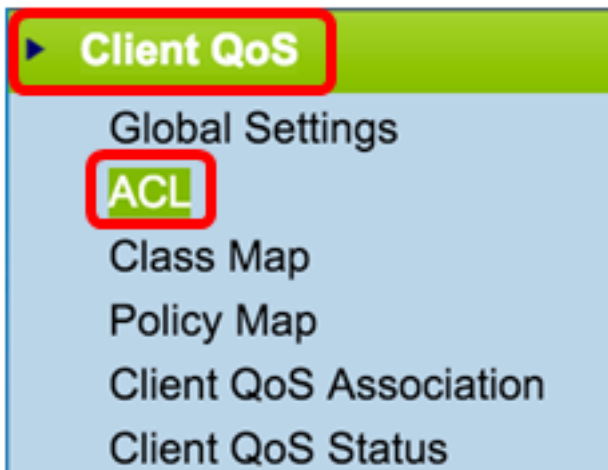 Client QoS
Global Settings
ACL
Class Map
Policy Map
Client QoS Association
Client QoS Status